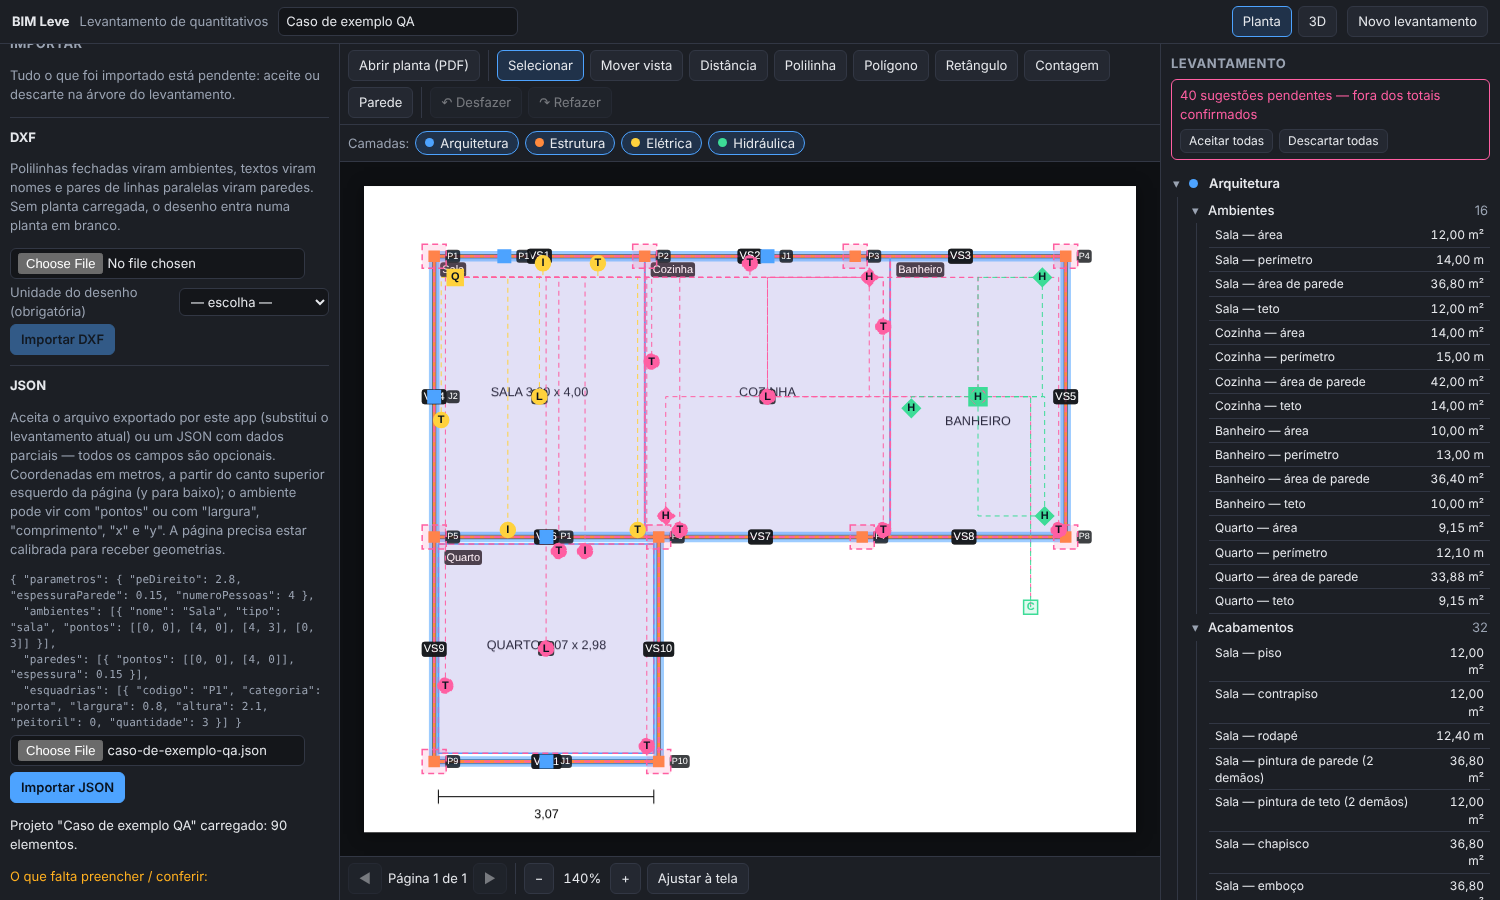 BIM Leve Levantamento de quantitativos Caso de exemplo QA Planta 3D Novo levantamento
IMPORTAR
Tudo o que foi importado está pendente: aceite ou
descarte na árvore do levantamento.
DXF
Polilinhas fechadas viram ambientes, textos viram
nomes e pares de linhas paralelas viram paredes.
Sem planta carregada, o desenho entra numa
planta em branco.
Choose File No file chosen
Unidade do desenho
(obrigatória)
— escolha —
Importar DXF
JSON
Aceita o arquivo exportado por este app (substitui o
levantamento atual) ou um JSON com dados
parciais — todos os campos são opcionais.
Coordenadas em metros, a partir do canto superior
esquerdo da página (y para baixo); o ambiente
pode vir com "pontos" ou com "largura",
"comprimento", "x" e "y". A página precisa estar
calibrada para receber geometrias.
{ "parametros": { "peDireito": 2.8,
"espessuraParede": 0.15, "numeroPessoas": 4 },
"ambientes": [{ "nome": "Sala", "tipo":
"sala", "pontos": [[0, 0], [4, 0], [4, 3], [0,
3]] }],
"paredes": [{ "pontos": [[0, 0], [4, 0]],
"espessura": 0.15 }],
"esquadrias": [{ "codigo": "P1", "categoria":
"porta", "largura": 0.8, "altura": 2.1,
"peitoril": 0, "quantidade": 3 }] }
Choose File caso-de-exemplo-qa.json
Importar JSON
Projeto "Caso de exemplo QA" carregado: 90
elementos.
O que falta preencher / conferir:
Abrir planta (PDF) Selecionar Mover vista Distância Polilinha Polígono Retângulo Contagem
Parede ↶ Desfazer ↷ Refazer
Camadas: Arquitetura Estrutura Elétrica Hidráulica
P1 P1 I T P2 T J1 P3 VS3 P4
Q Cozinha H Banheiro H
T
T
SALA x 4,00
J2 L L H VS5
T H
BANHEIRO
H H
P5 I P1 T T VS7 T VS8 T P8
Quarto T I
C
QUARTO 07 x 2,98
VS9 L VS10
T
T
P9 J1 P10
3,07
◀ Página 1 de 1 ▶ − 140% + Ajustar à tela
LEVANTAMENTO
40 sugestões pendentes — fora dos totais
confirmados
Aceitar todas Descartar todas
▾ Arquitetura
▾ Ambientes 16
Sala — área 12,00 m²
Sala — perímetro 14,00 m
Sala — área de parede 36,80 m²
Sala — teto 12,00 m²
Cozinha — área 14,00 m²
Cozinha — perímetro 15,00 m
Cozinha — área de parede 42,00 m²
Cozinha — teto 14,00 m²
Banheiro — área 10,00 m²
Banheiro — perímetro 13,00 m
Banheiro — área de parede 36,40 m²
Banheiro — teto 10,00 m²
Quarto — área 9,15 m²
Quarto — perímetro 12,10 m
Quarto — área de parede 33,88 m²
Quarto — teto 9,15 m²
▾ Acabamentos 32
Sala — piso 12,00
m²
Sala — contrapiso 12,00
m²
Sala — rodapé 12,40 m
Sala — pintura de parede (2 36,80
demãos) m²
Sala — pintura de teto (2 demãos) 12,00
m²
Sala — chapisco 36,80
m²
Sala — emboço 36,80